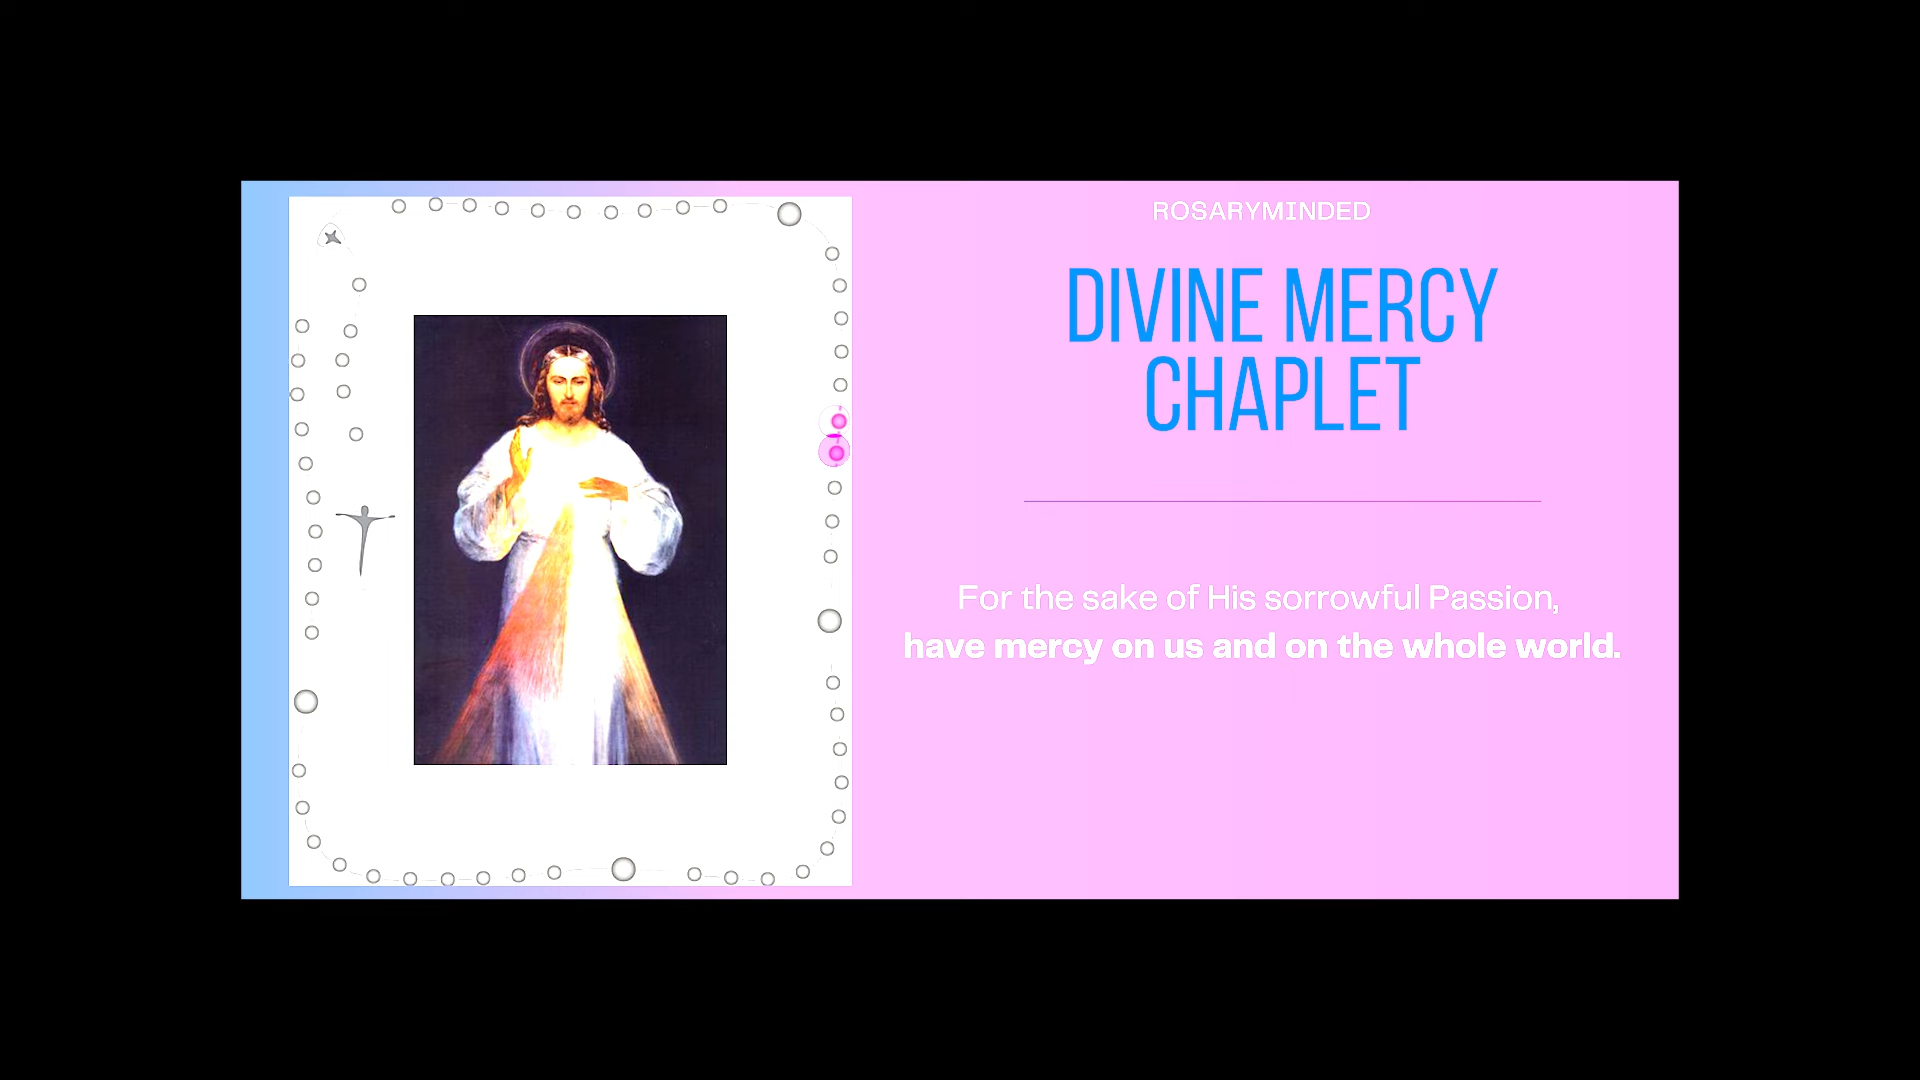 ROSARYMINDED
DIVINE MERCY
CHAPLET
For the sake of His sorrowful Passion,
have mercy on us and on the whole world.